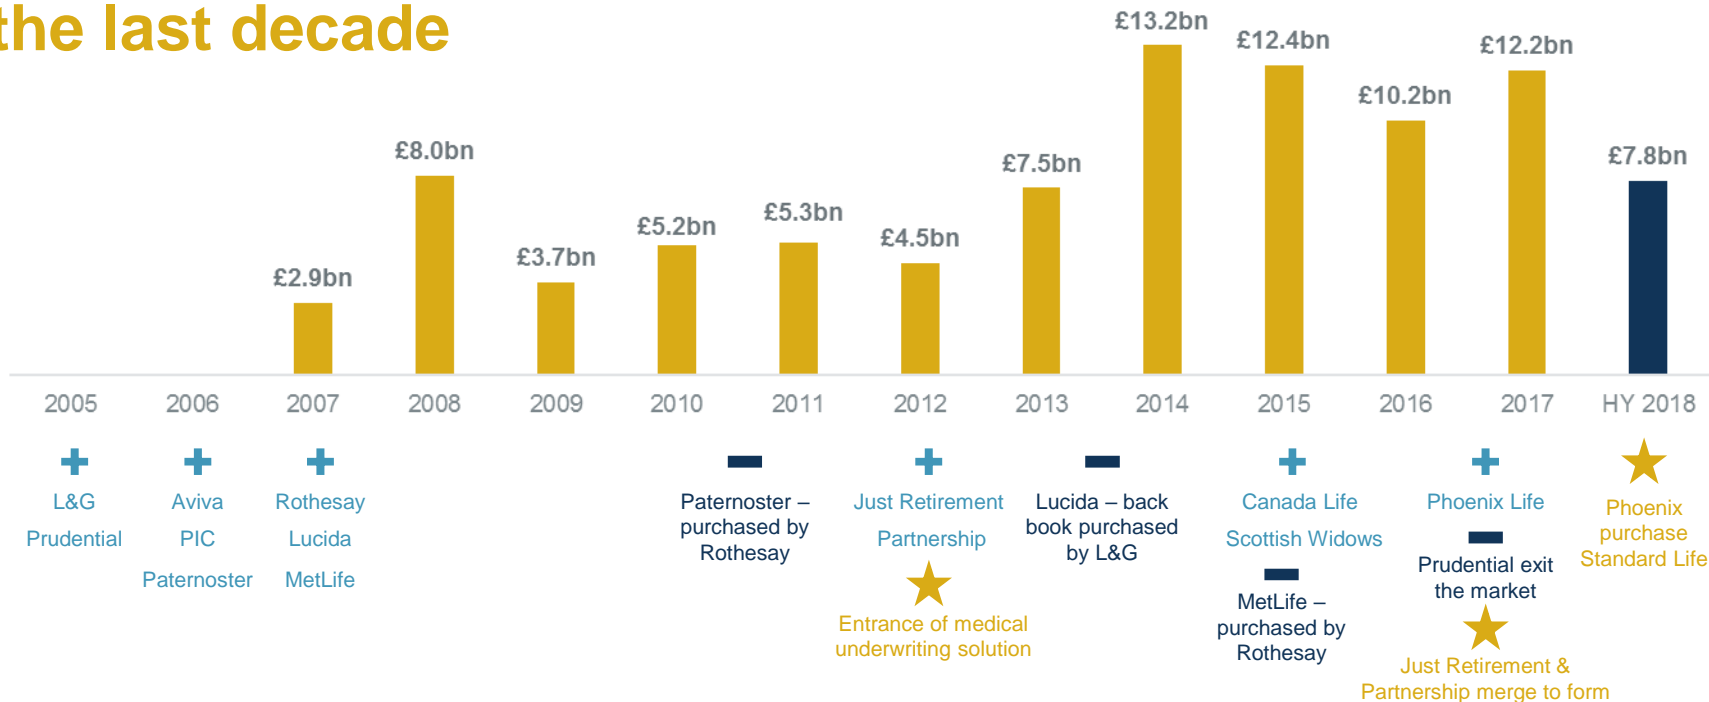 the last decade
£2.9bn
£8.0bn
£3.7bn
£5.2bn
£5.3bn
£4.5bn
£7.5bn
£13.2bn
£12.4bn
£10.2bn
£12.2bn
£7.8bn
2005
2006
2007
2008
2009
2010
2011
2012
2013
2014
2015
2016
2017
HY 2018
L&G
Prudential
Aviva
PIC
Paternoster
Rothesay
Lucida
MetLife
Paternoster –
purchased by
Rothesay
Just Retirement
Partnership
Entrance of medical
underwriting solution
Lucida – back
book purchased
by L&G
Canada Life
Scottish Widows
MetLife –
purchased by
Rothesay
Phoenix Life
Prudential exit
the market
Just Retirement &
Partnership merge to form
Phoenix
purchase
Standard Life